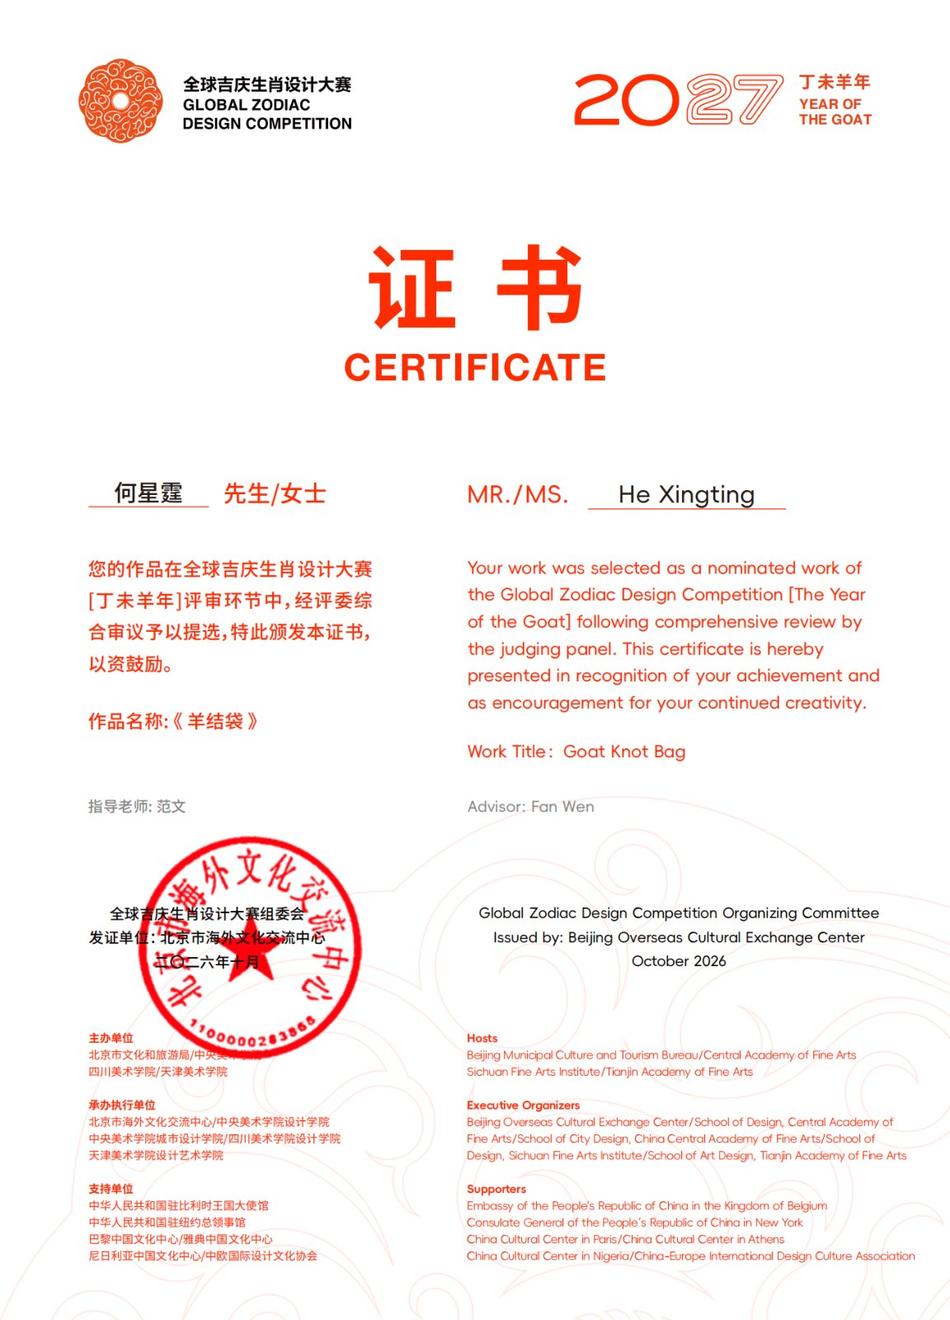 全球吉庆生肖设计大赛
GLOBAL ZODIAC
DESIGN COMPETITION
2027
丁未羊年
YEAR OF
THE GOAT
证书
CERTIFICATE
何星霆 先生/女士
MR./MS. He Xingting
您的作品在全球吉庆生肖设计大赛
[丁未羊年]评审环节中,经评委综
合审议予以提选,特此颁发本证书,
以资鼓励。
作品名称:《 羊结袋 》
指导老师: 范文
Your work was selected as a nominated work of
the Global Zodiac Design Competition [The Year
of the Goat] following comprehensive review by
the judging panel. This certificate is hereby
presented in recognition of your achievement and
as encouragement for your continued creativity.
Work Title: Goat Knot Bag
Advisor: Fan Wen
全球吉庆生肖设计大赛组委会
发证单位: 北京市海外文化交流中心
二〇二六年十月
北京市海外文化交流中心
1100000283868
Global Zodiac Design Competition Organizing Committee
Issued by: Beijing Overseas Cultural Exchange Center
October 2026
主办单位
北京市文化和旅游局/中央美术学院
四川美术学院/天津美术学院
承办执行单位
北京市海外文化交流中心/中央美术学院设计学院
中央美术学院城市设计学院/四川美术学院设计学院
天津美术学院设计艺术学院
支持单位
中华人民共和国驻比利时王国大使馆
中华人民共和国驻纽约总领事馆
巴黎中国文化中心/雅典中国文化中心
尼日利亚中国文化中心/中欧国际设计文化协会
Hosts
Beijing Municipal Culture and Tourism Bureau/Central Academy of Fine Arts
Sichuan Fine Arts Institute/Tianjin Academy of Fine Arts
Executive Organizers
Beijing Overseas Cultural Exchange Center/School of Design, Central Academy of
Fine Arts/School of City Design, China Central Academy of Fine Arts/School of
Design, Sichuan Fine Arts Institute/School of Art Design, Tianjin Academy of Fine Arts
Supporters
Embassy of the People's Republic of China in the Kingdom of Belgium
Consulate General of the People's Republic of China in New York
China Cultural Center in Paris/China Cultural Center in Athens
China Cultural Center in Nigeria/China-Europe International Design Culture Association